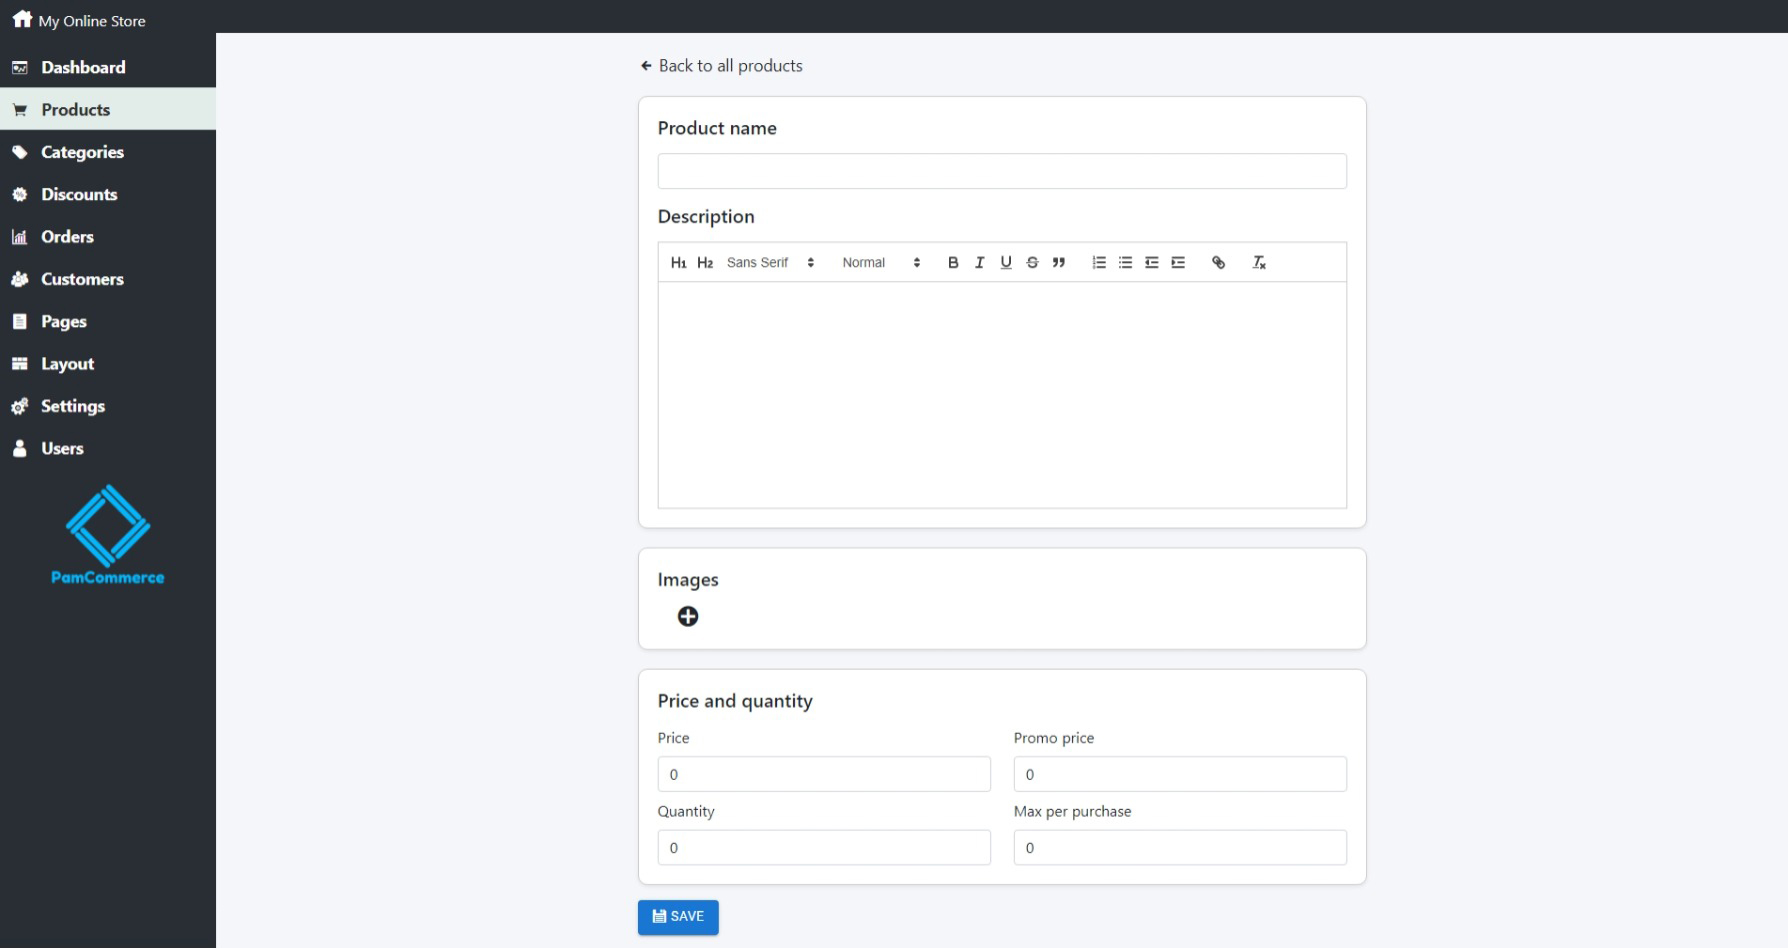 My Online Store
Dashboard
Products
Categories
Discounts
Orders
Customers
Pages
Layout
Settings
Users
PamCommerce
Back to all products
Product name
Description
H1 H2 Sans Serif Normal B I U S
Images
Price and quantity
Price Promo price
0 0
Quantity Max per purchase
0 0
SAVE